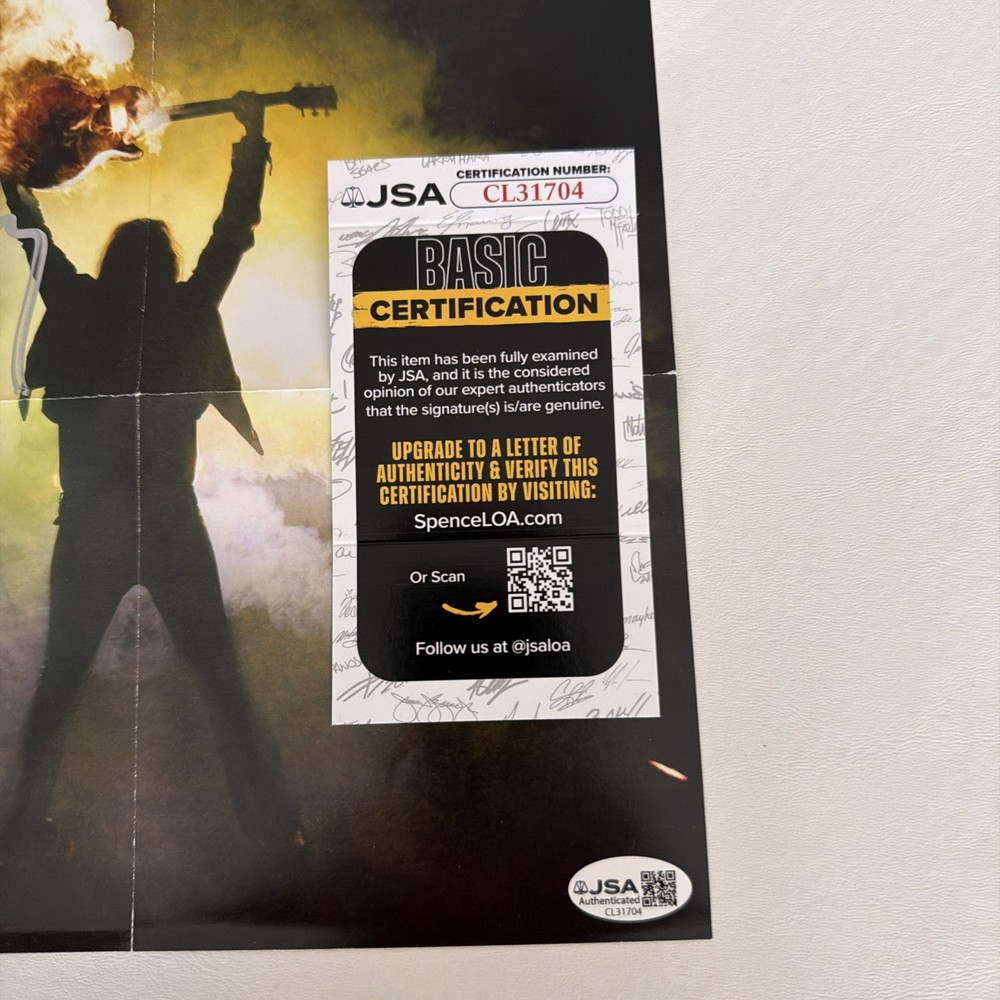 CERTIFICATION NUMBER:
JSA
CL31704
BASIC
CERTIFICATION
This item has been fully examined
by JSA, and it is the considered
opinion of our expert authenticators
that the signature(s) is/are genuine.
UPGRADE TO A LETTER OF
AUTHENTICITY & VERIFY THIS
CERTIFICATION BY VISITING:
SpenceLOA.com
Or Scan
Follow us at @jsaloa
JSA
Authenticated
CL31704